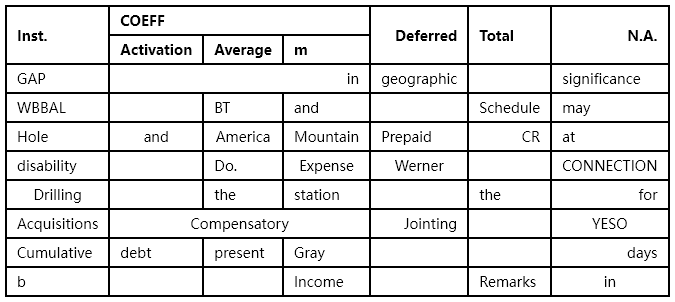 Inst. COEFF Deferred Total N.A.
Activation Average m
GAP in geographic significance
WBBAL BT and Schedule may
Hole and America Mountain Prepaid CR at
disability Do. Expense Werner CONNECTION
Drilling the station the for
Acquisitions Compensatory Jointing YESO
Cumulative debt present Gray days
b Income Remarks in